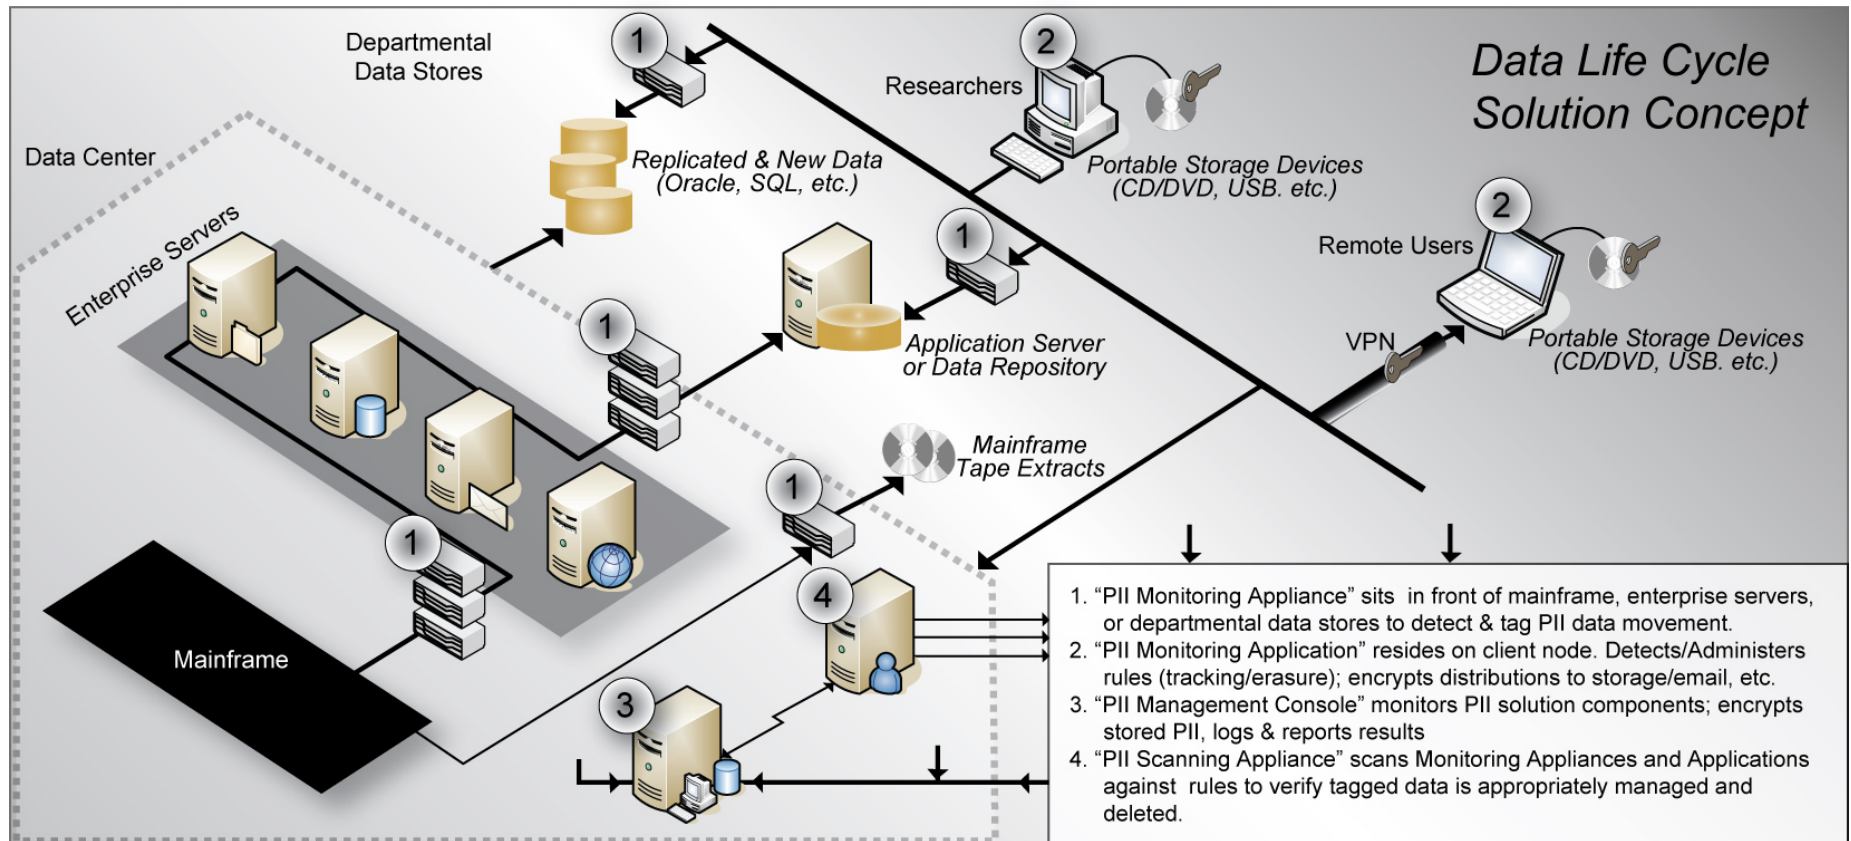 Data Life Cycle
Solution Concept
Departmental
Data Stores
1
2
Researchers
Data Center
Replicated & New Data
(Oracle, SQL, etc.)
Portable Storage Devices
(CD/DVD, USB. etc.)
2
Remote Users
1
Enterprise Servers
1
Application Server
or Data Repository
VPN
Portable Storage Devices
(CD/DVD, USB. etc.)
Mainframe
Tape Extracts
1
1
Mainframe
4
3
1. “PII Monitoring Appliance” sits  in front of mainframe, enterprise servers,
or departmental data stores to detect & tag PII data movement.
2. “PII Monitoring Application” resides on client node. Detects/Administers
rules (tracking/erasure); encrypts distributions to storage/email, etc.
3. “PII Management Console” monitors PII solution components; encrypts
stored PII, logs & reports results
4. “PII Scanning Appliance” scans Monitoring Appliances and Applications
against  rules to verify tagged data is appropriately managed and
deleted.